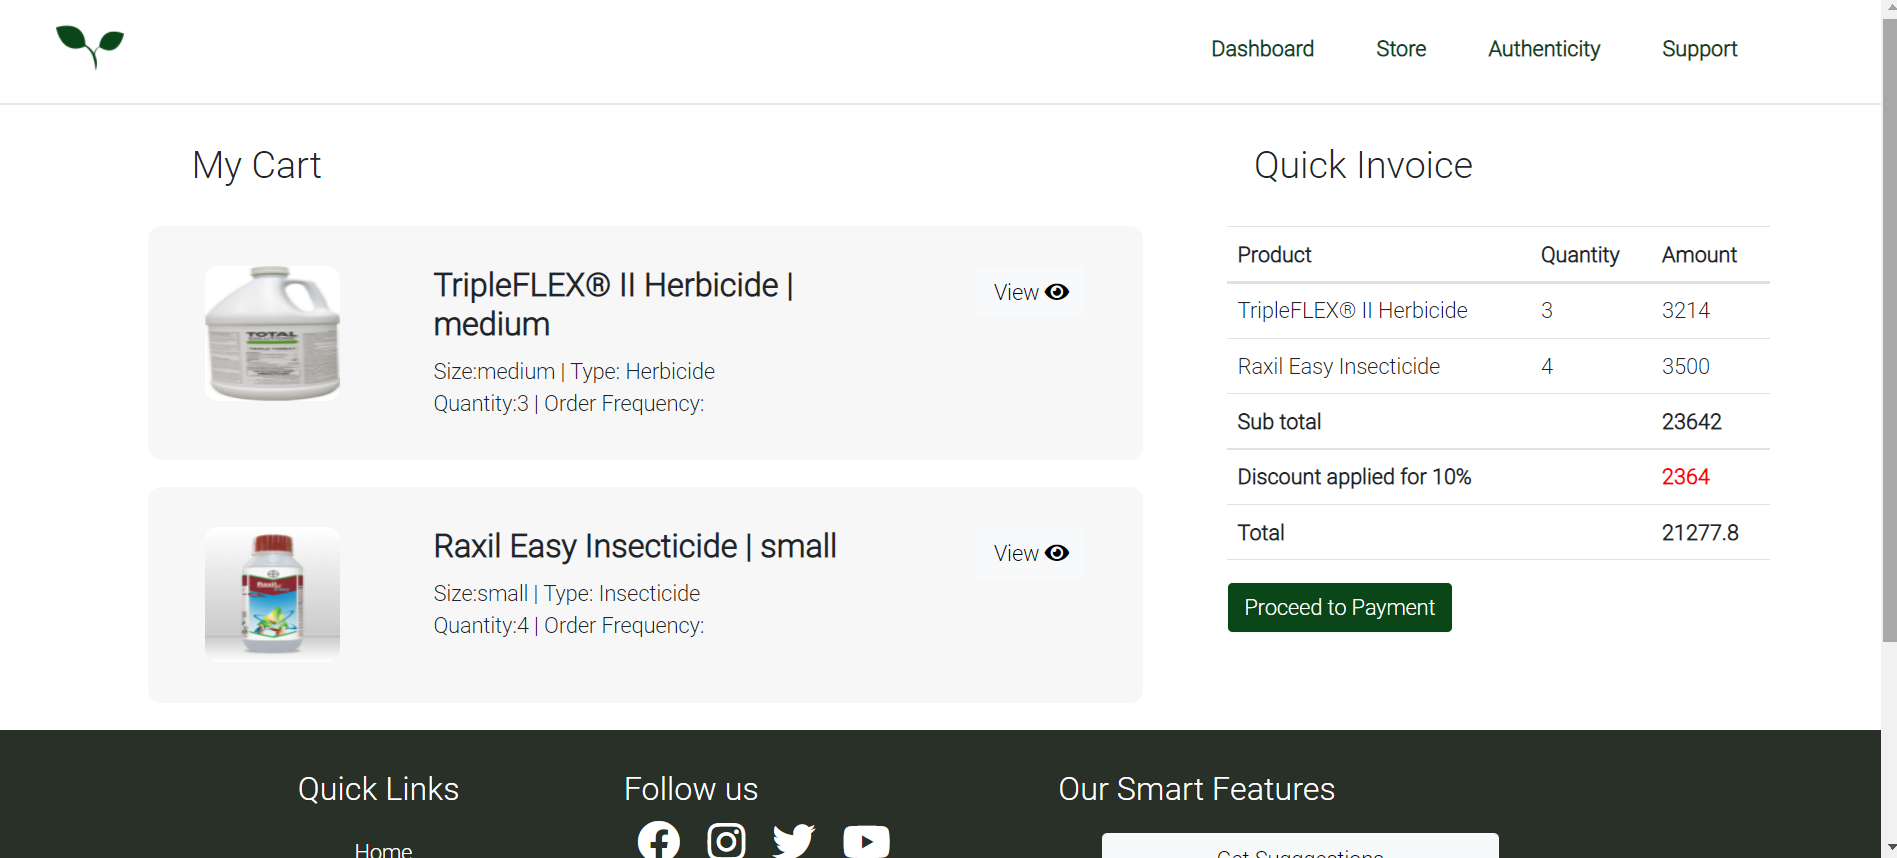 Dashboard Store Authenticity Support
My Cart
TripleFLEX® II Herbicide |
medium
Size:medium | Type: Herbicide
Quantity:3 | Order Frequency:
View
TOTAL
Raxil Easy Insecticide | small
Size:small | Type: Insecticide
Quantity:4 | Order Frequency:
View
Raxil
Quick Invoice
Product Quantity Amount
TripleFLEX® II Herbicide 3 3214
Raxil Easy Insecticide 4 3500
Sub total 23642
Discount applied for 10% 2364
Total 21277.8
Proceed to Payment
Quick Links
Home
Follow us
Our Smart Features